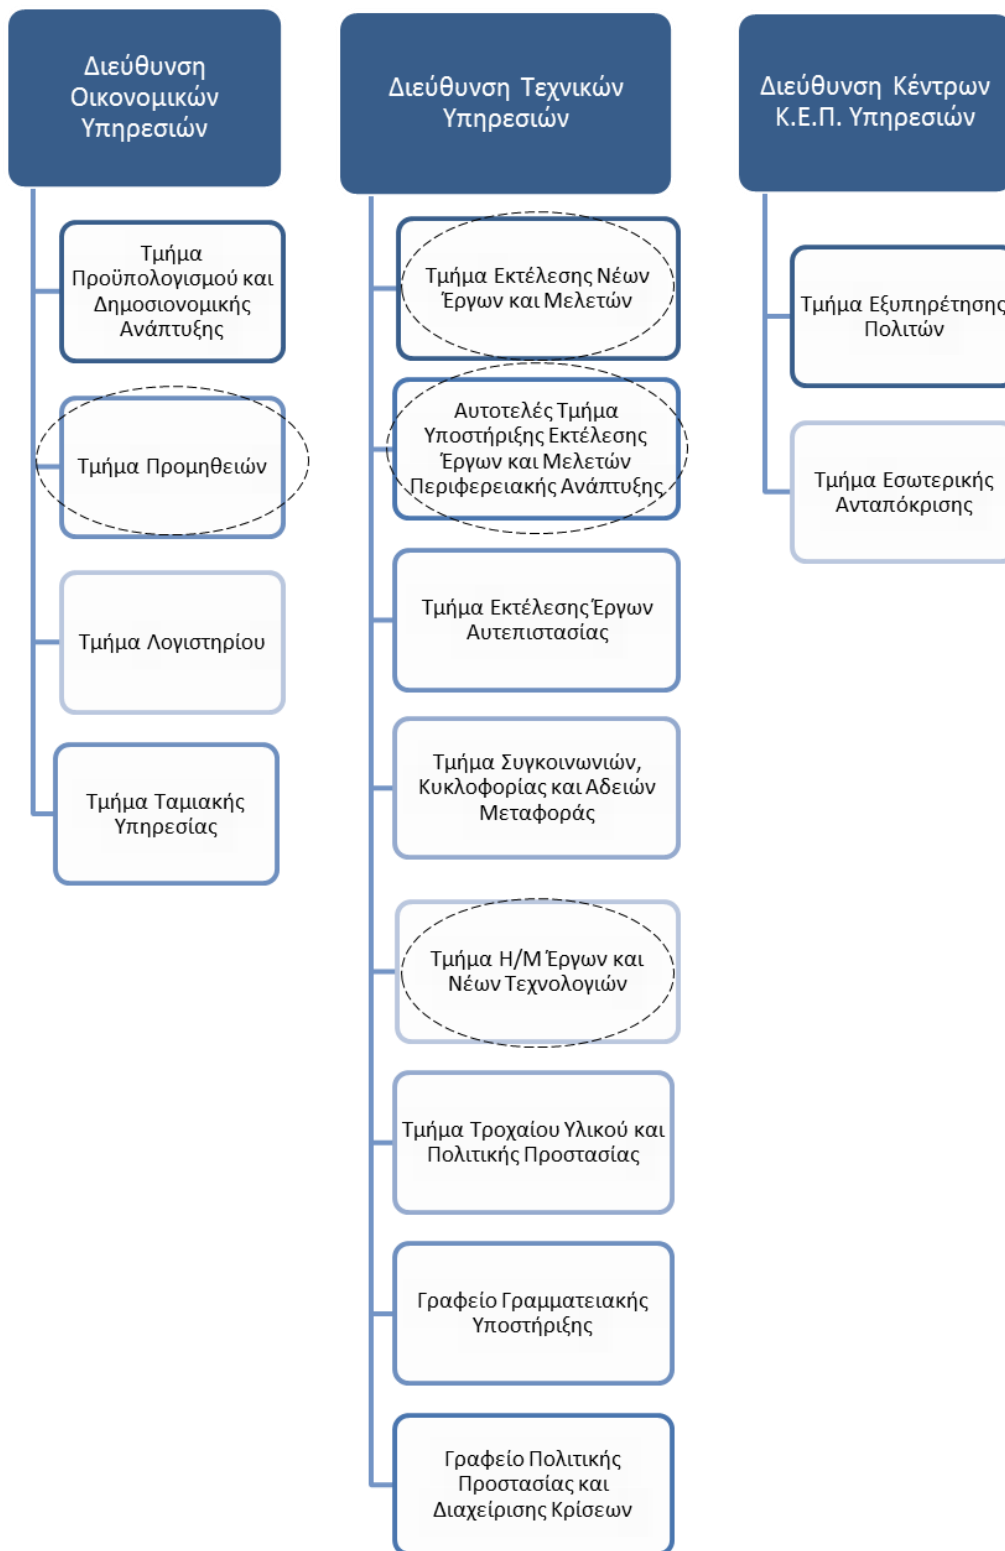 Διεύθυνση
Οικονομικών
Υπηρεσιών
Τμήμα
Προϋπολογισμού και
Δημοσιονομικής
Ανάπτυξης
Τμήμα Προμηθειών
Τμήμα Λογιστηρίου
Τμήμα Ταμιακής
Υπηρεσίας
Διεύθυνση Τεχνικών
Υπηρεσιών
Τμήμα Εκτέλεσης Νέων
Έργων και Μελετών
Αυτοτελές Τμήμα
Υποστήριξης Εκτέλεσης
Έργων και Μελετών
Περιφερειακής Ανάπτυξης
Τμήμα Εκτέλεσης Έργων
Αυτεπιστασίας
Τμήμα Συγκοινωνιών,
Κυκλοφορίας και Αδειών
Μεταφοράς
Τμήμα Η/Μ Έργων και
Νέων Τεχνολογιών
Τμήμα Τροχαίου Υλικού και
Πολιτικής Προστασίας
Γραφείο Γραμματειακής
Υποστήριξης
Γραφείο Πολιτικής
Προστασίας και
Διαχείρισης Κρίσεων
Διεύθυνση Κέντρων
Κ.Ε.Π. Υπηρεσιών
Τμήμα Εξυπηρέτησης
Πολιτών
Τμήμα Εσωτερικής
Ανταπόκρισης